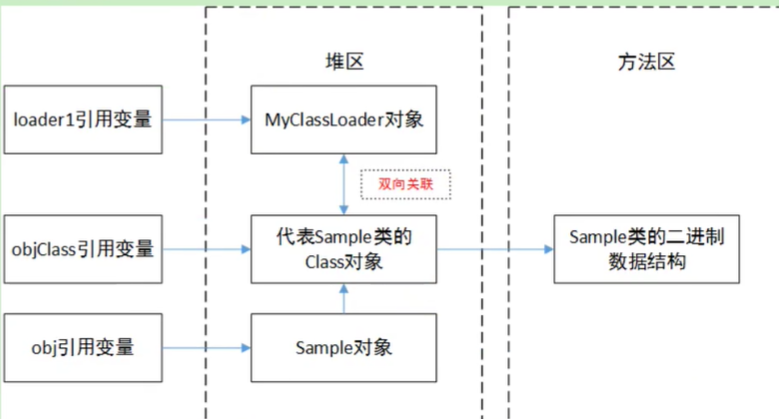 堆区
方法区
loader1引用变量
MyClassLoader对象
双向关联
objClass引用变量
代表Sample类的
Class对象
Sample类的二进制
数据结构
obj引用变量
Sample对象